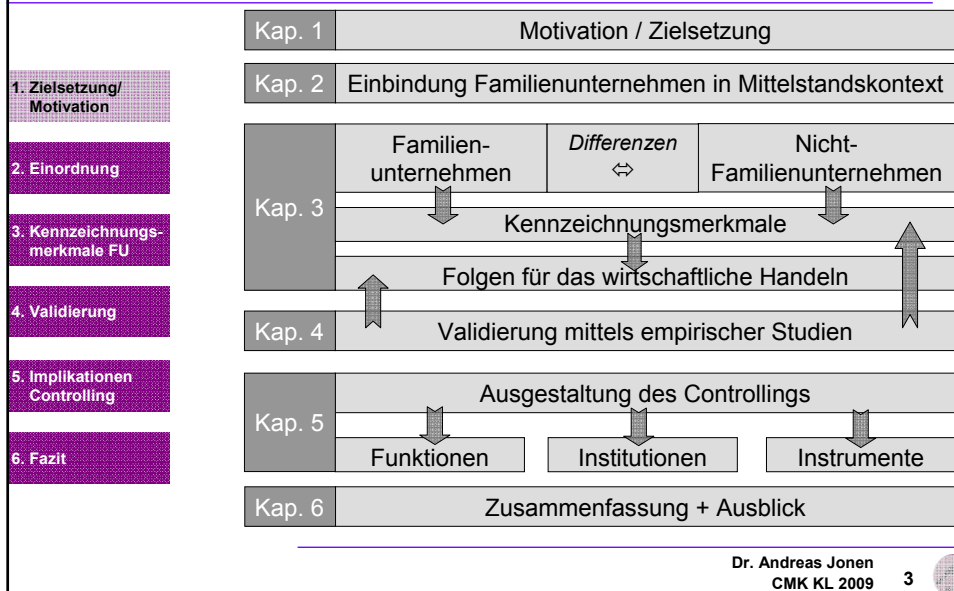 1. Zielsetzung/
Motivation
2. Einordnung
3. Kennzeichnungs-
merkmale FU
4. Validierung
5. Implikationen
Controlling
6. Fazit
Kap. 1
Motivation / Zielsetzung
Kap. 2
Einbindung Familienunternehmen in Mittelstandskontext
Kap. 3
Familien-
unternehmen
Differenzen
⇔
Nicht-
Familienunternehmen
Kennzeichnungsmerkmale
Folgen für das wirtschaftliche Handeln
Kap. 4
Validierung mittels empirischer Studien
Kap. 5
Ausgestaltung des Controllings
Funktionen
Institutionen
Instrumente
Kap. 6
Zusammenfassung + Ausblick
Dr. Andreas Jonen
CMK KL 2009
3